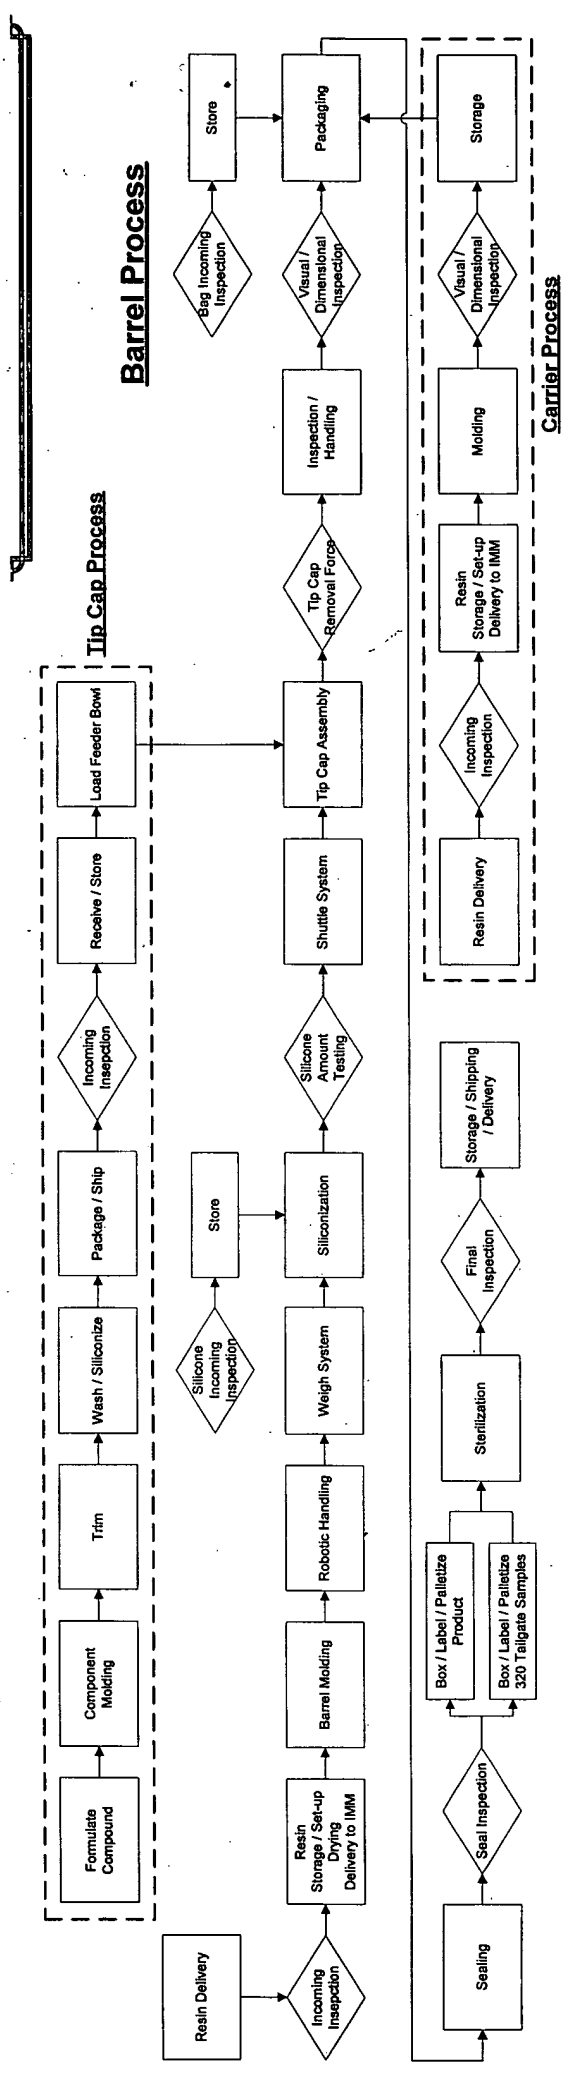 Barrel Process
Tip Cap Process
Formulate
Compound
Component
Molding
Trim
Wash / Siliconize
Package / Ship
Incoming
Insepction
Receive / Store
Load Feeder Bowl
Resin Delivery
Incoming
Insepction
Resin
Storage / Set-up
Drying
Delivery to IMM
Barrel Molding
Robotic Handling
Weigh System
Silicone
Incoming
Inspection
Store
Siliconization
Silicone
Amount
Testing
Shuttle System
Tip Cap Assembly
Tip Cap
Removal Force
Inspection /
Handling
Visual /
Dimensional
Inspection
Bag Incoming
Inspection
Store
Packaging
Sealing
Seal Inspection
Box / Label / Palletize
Product
Box / Label / Palletize
320 Tailgate Samples
Sterilization
Final
Inspection
Storage / Shipping
/ Delivery
Resin Delivery
Incoming
Inspection
Resin
Storage / Set-up
Delivery to IMM
Molding
Visual /
Dimensional
Inspection
Storage
Carrier Process